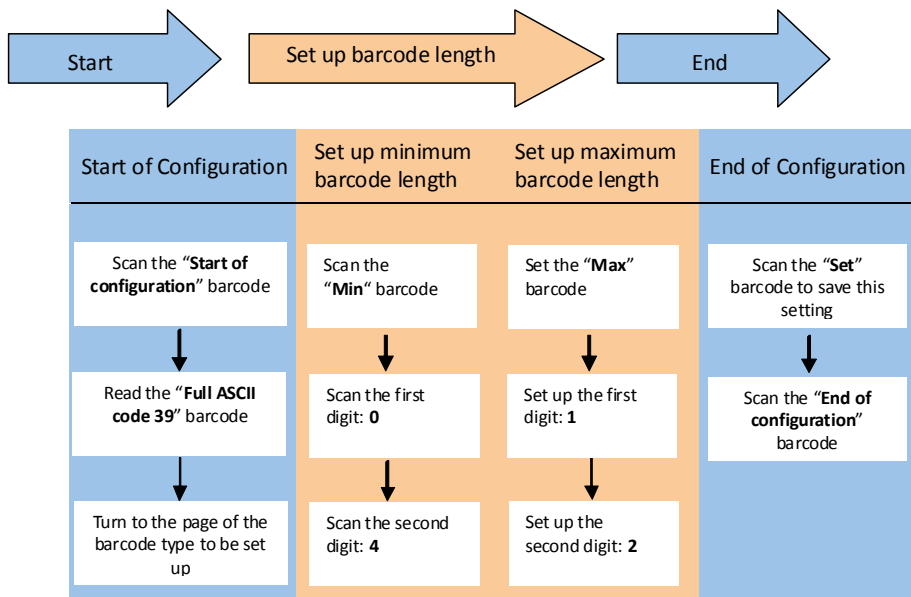 Start
Set up barcode length
End
Start of Configuration
Set up minimum
barcode length
Set up maximum
barcode length
End of Configuration
Scan the “Start of
configuration” barcode
Read the “Full ASCII
code 39” barcode
Turn to the page of the
barcode type to be set
up
Scan the
“Min“ barcode
Scan the first
digit: 0
Scan the second
digit: 4
Set the “Max”
barcode
Set up the first
digit: 1
Set up the
second digit: 2
Scan the “Set”
barcode to save this
setting
Scan the “End of
configuration”
barcode